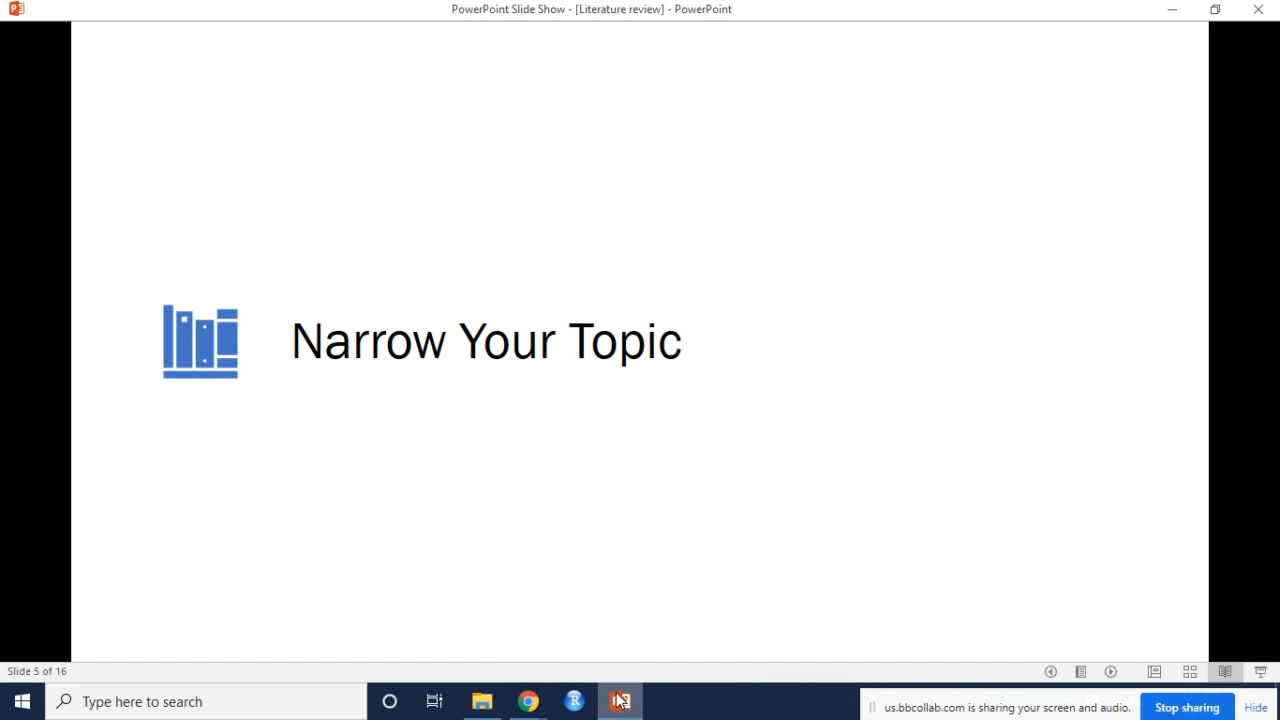 PowerPoint Slide Show - [Literature review] - PowerPoint
Narrow Your Topic
Slide 5 of 16
Type here to search
R
us.bbcollab.com is sharing your screen and audio.
Stop sharing
Hide